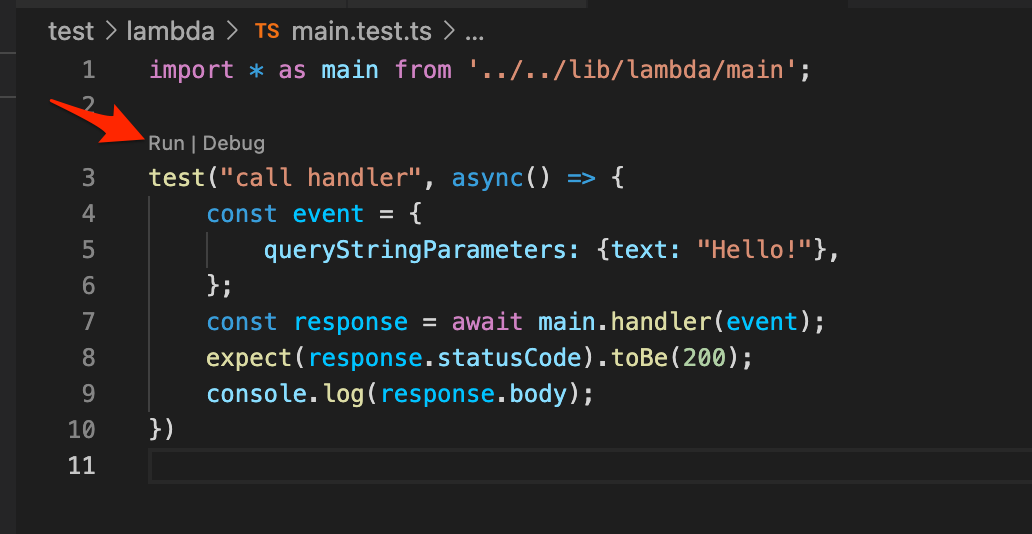 test > lambda > TS main.test.ts > ...
1 import * as main from '../../lib/lambda/main';
2
Run | Debug
3 test("call handler", async() => {
4     const event = {
5         queryStringParameters: {text: "Hello!"},
6     };
7     const response = await main.handler(event);
8     expect(response.statusCode).toBe(200);
9     console.log(response.body);
10 })
11